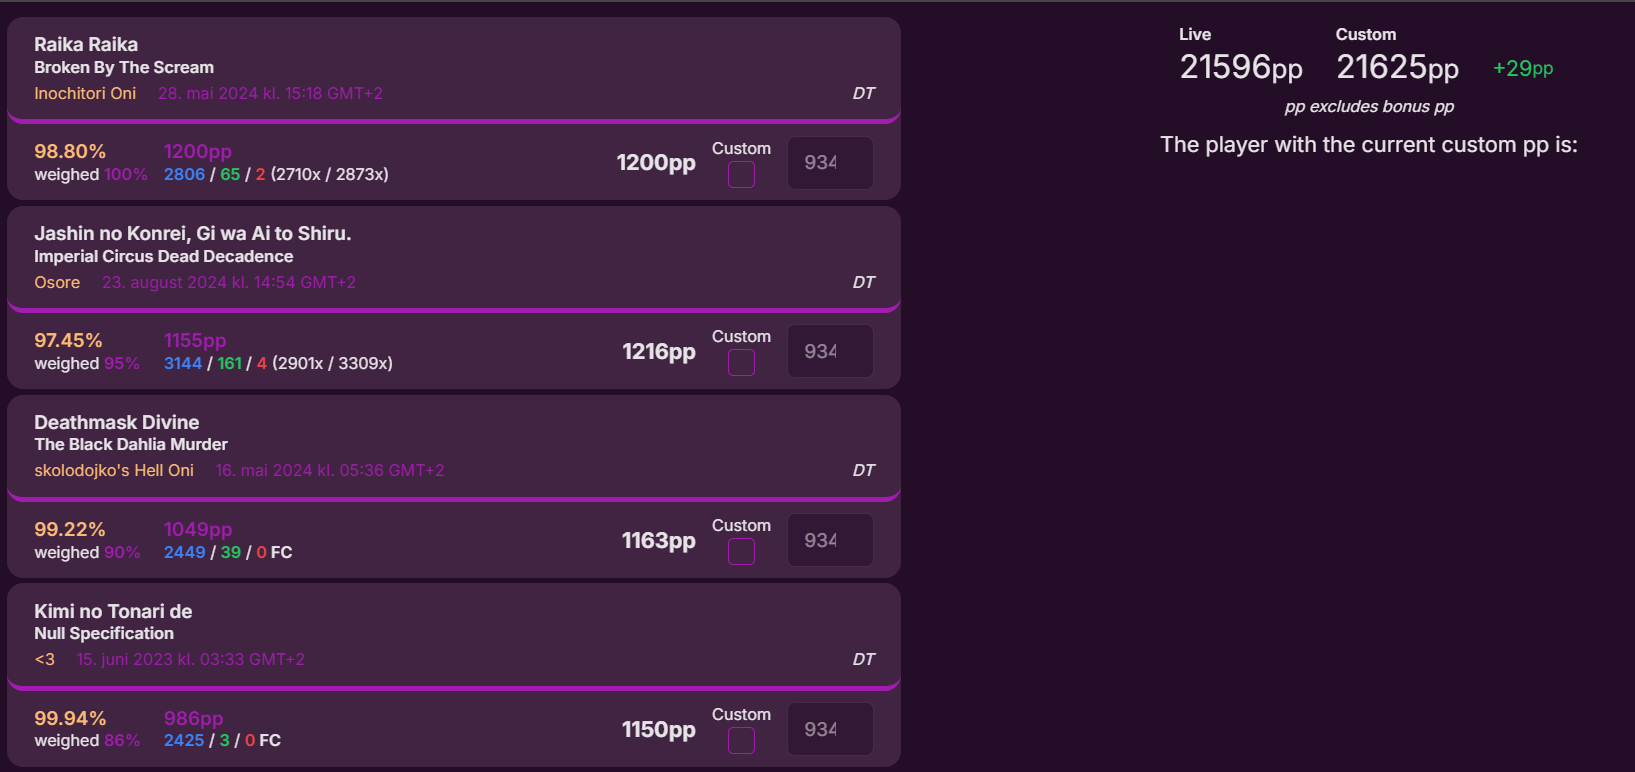 Raika Raika
Broken By The Scream
Inochitori Oni 28. mai 2024 kl. 15:18 GMT+2 DT
98.80% 1200pp
weighed 100% 2806 / 65 / 2 (2710x / 2873x)
1200pp Custom 934
Jashin no Konrei, Gi wa Ai to Shiru.
Imperial Circus Dead Decadence
Osore 23. august 2024 kl. 14:54 GMT+2 DT
97.45% 1155pp
weighed 95% 3144 / 161 / 4 (2901x / 3309x)
1216pp Custom 934
Deathmask Divine
The Black Dahlia Murder
skolodojko's Hell Oni 16. mai 2024 kl. 05:36 GMT+2 DT
99.22% 1049pp
weighed 90% 2449 / 39 / 0 FC
1163pp Custom 934
Kimi no Tonari de
Null Specification
<3 15. juni 2023 kl. 03:33 GMT+2 DT
99.94% 986pp
weighed 86% 2425 / 3 / 0 FC
1150pp Custom 934
Live Custom
21596pp 21625pp +29pp
pp excludes bonus pp
The player with the current custom pp is: